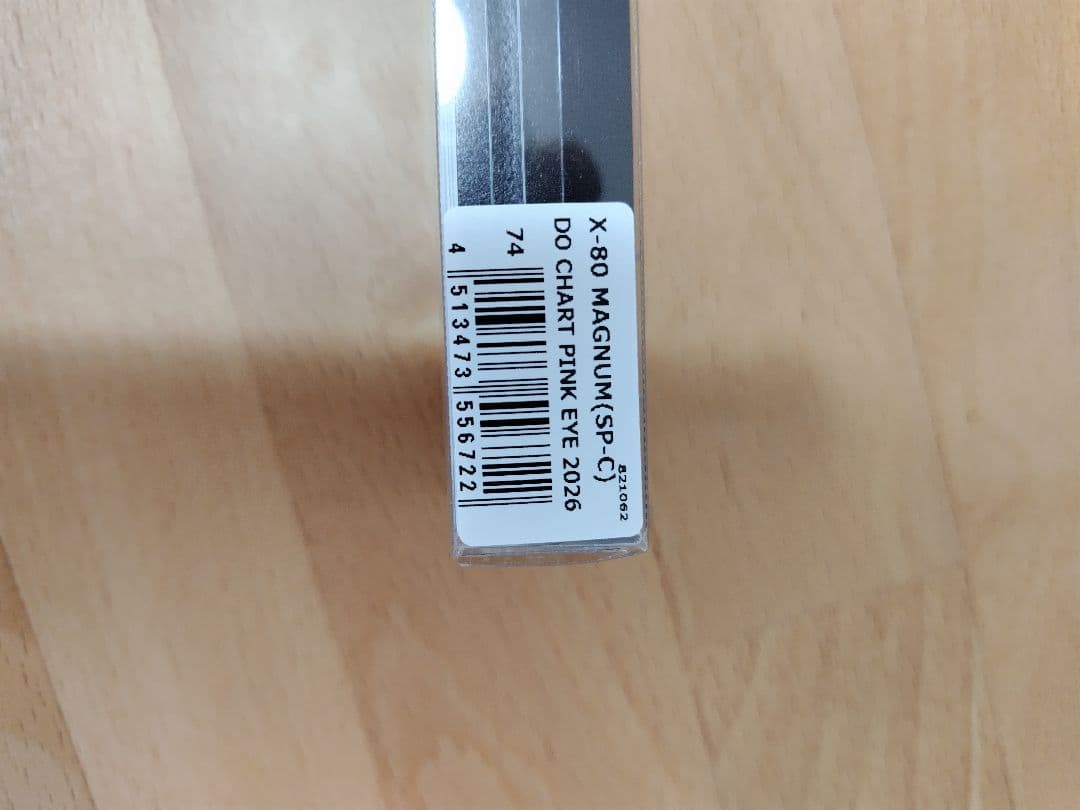 821062
X-80 MAGNUM(SP-C)
DO CHART PINK EYE 2026
74
4 513473 556722